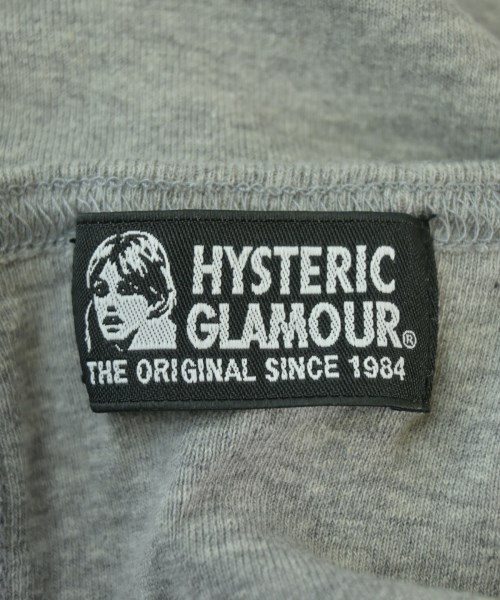 HYSTERIC
GLAMOUR®
THE ORIGINAL SINCE 1984